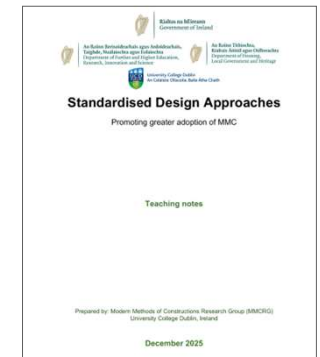 Rialtas na hÉireann
Government of Ireland
An Roinn Breisoideachais agus Ardoideachais,
Taighde, Nuálaíochta agus Eolaíochta
Department of Further and Higher Education,
Research, Innovation and Science
An Roinn Tithíochta,
Rialtais Áitiúil agus Oidhreachta
Department of Housing,
Local Government and Heritage
University College Dublin
An Coláiste Ollscoile, Baile Átha Cliath
Standardised Design Approaches
Promoting greater adoption of MMC
Teaching notes
Prepared by: Modern Methods of Constructions Research Group (MMCRG)
University College Dublin, Ireland
December 2025